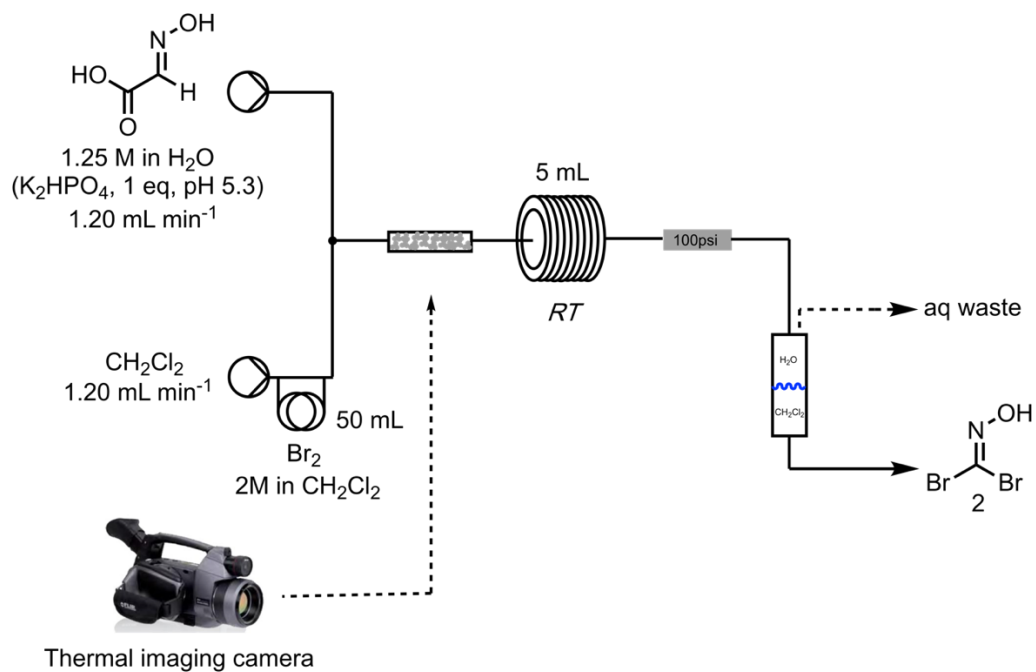 N OH
HO
H
O
1.25 M in H₂O
(K₂HPO₄, 1 eq, pH 5.3)
1.20 mL min⁻¹
5 mL
100psi
RT
aq waste
H₂O
CH₂Cl₂
CH₂Cl₂
1.20 mL min⁻¹
50 mL
Br₂
2M in CH₂Cl₂
N OH
Br Br
2
Thermal imaging camera